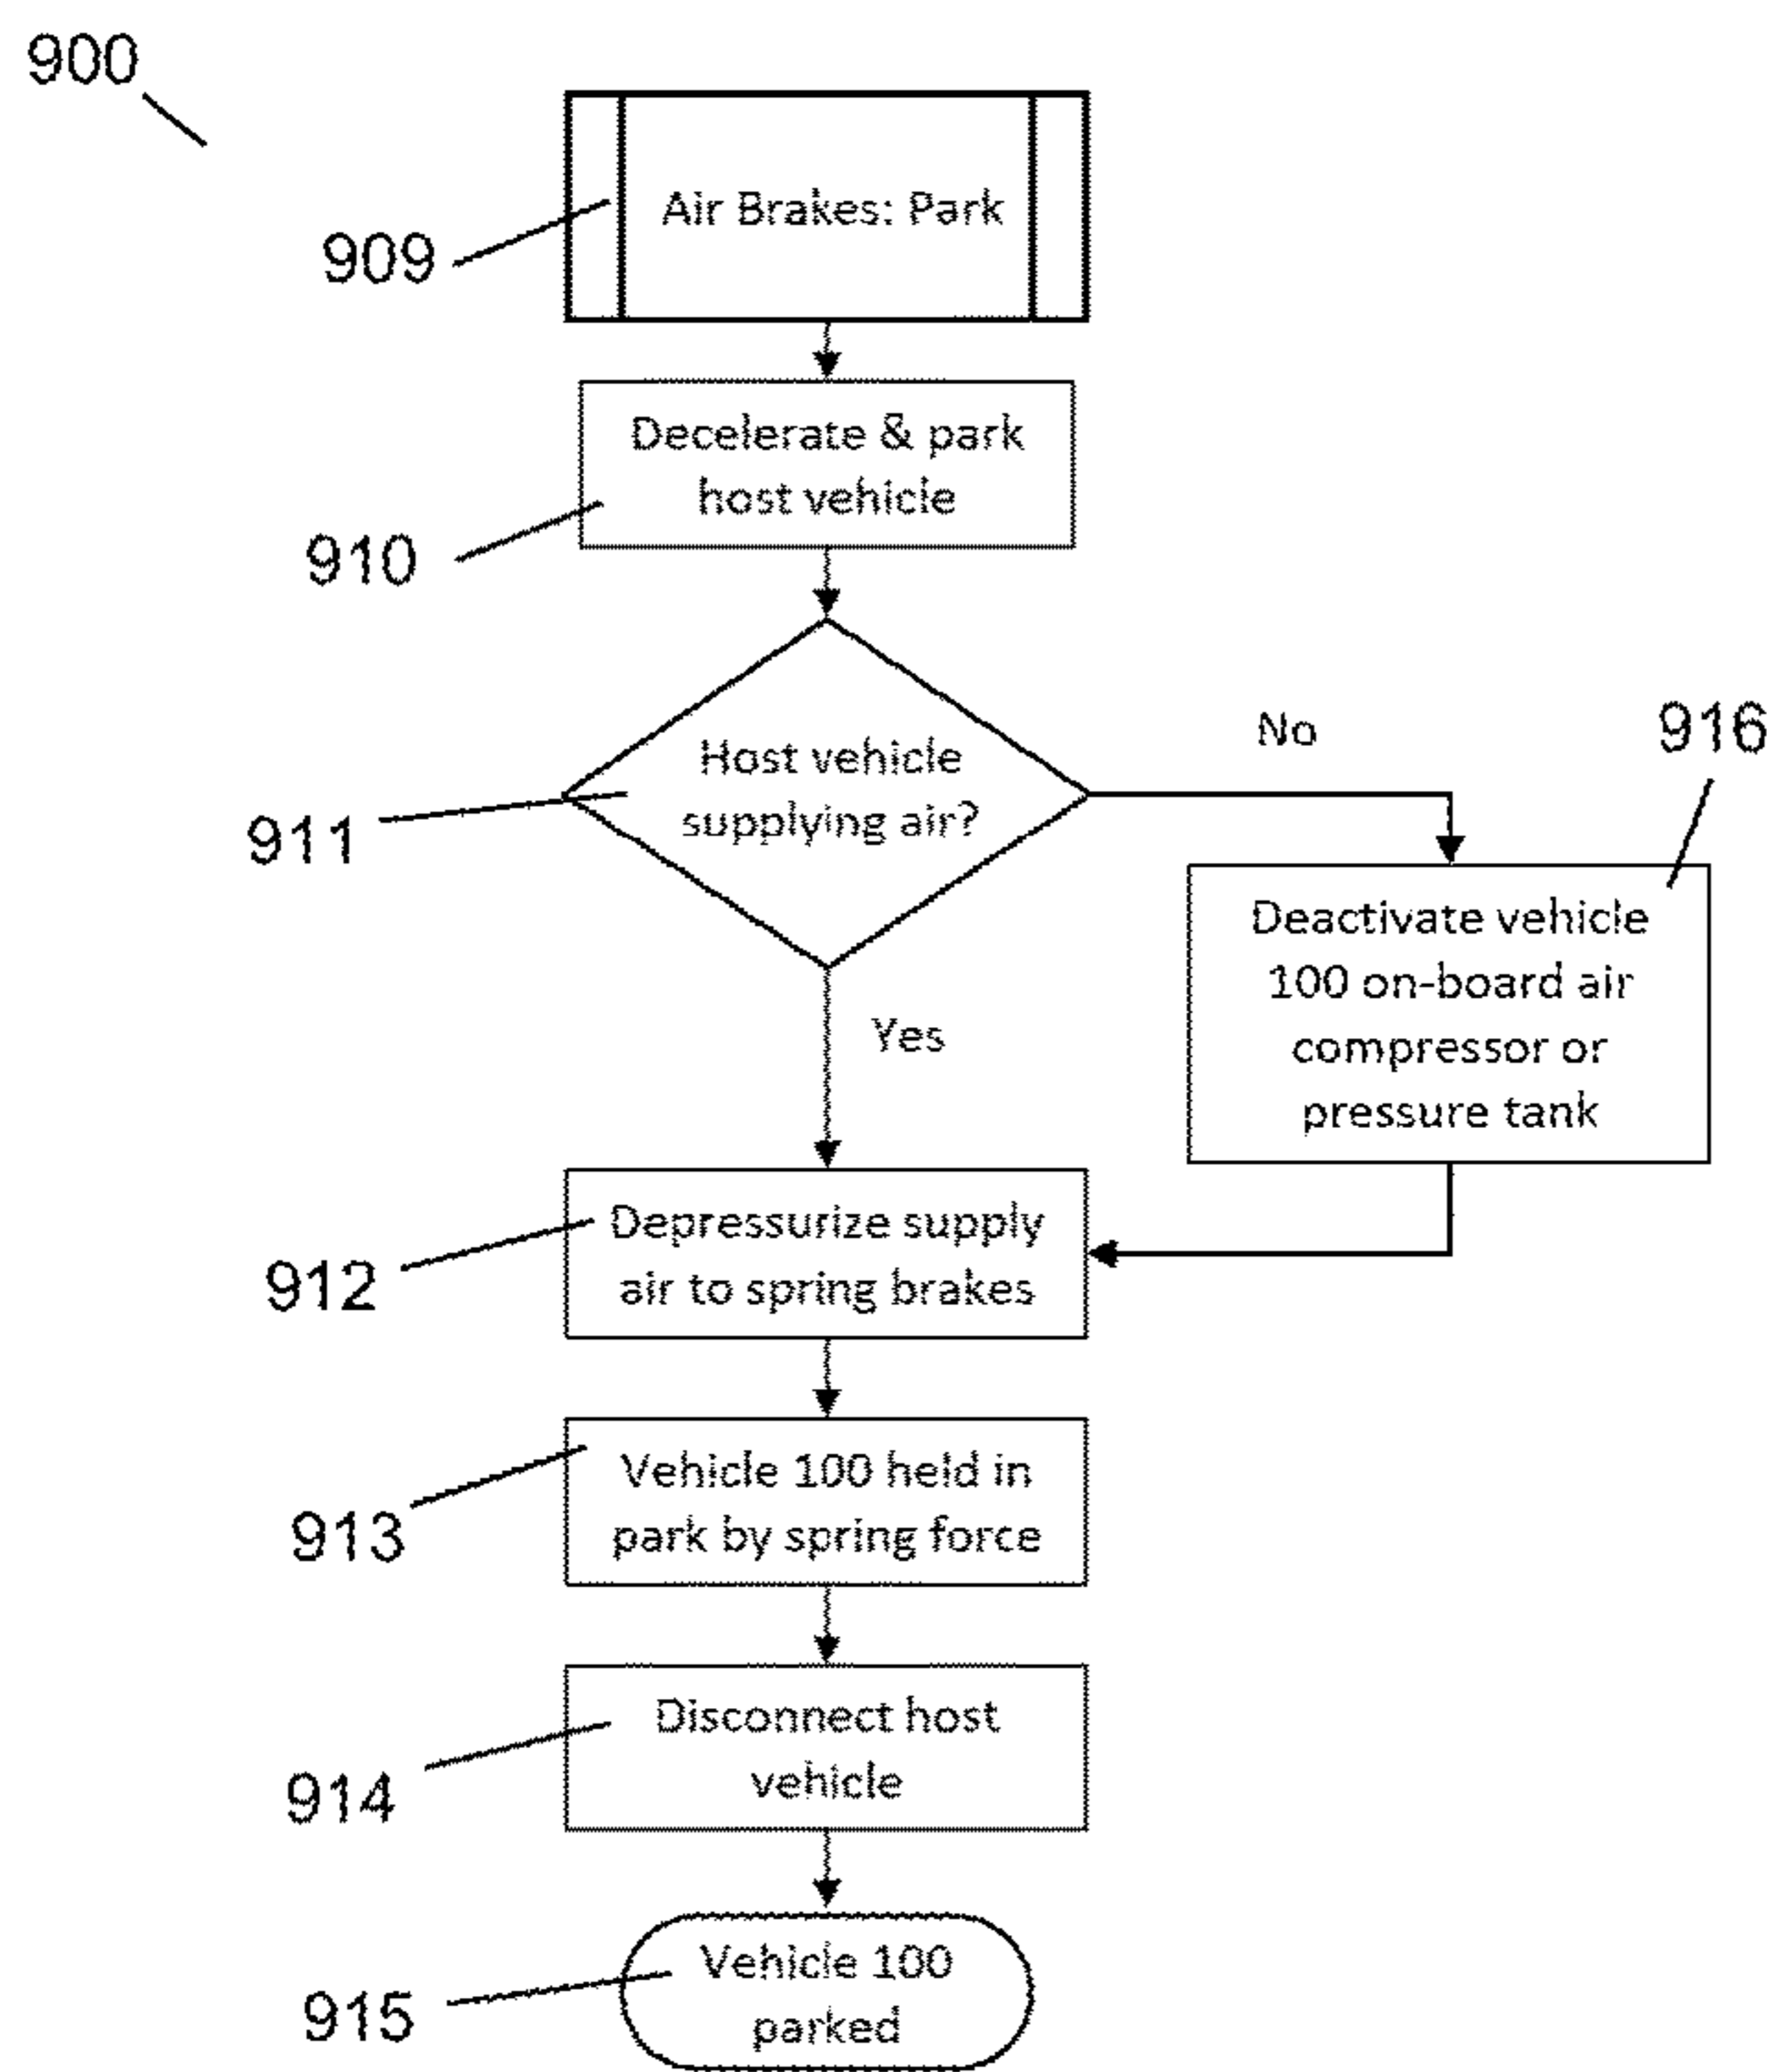 900
Air Brakes: Park
909
Decelerate & park
host vehicle
910
Host vehicle
supplying air?
911
No
916
Deactivate vehicle
100 on-board air
compressor or
pressure tank
Yes
Depressurize supply
air to spring brakes
912
Vehicle 100 held in
park by spring force
913
Disconnect host
vehicle
914
Vehicle 100
parked
915